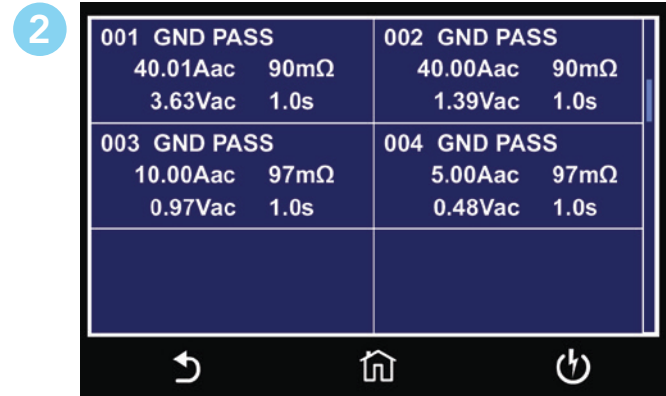 2
001 GND PASS
40.01Aac 90mΩ
3.63Vac 1.0s
002 GND PASS
40.00Aac 90mΩ
1.39Vac 1.0s
003 GND PASS
10.00Aac 97mΩ
0.97Vac 1.0s
004 GND PASS
5.00Aac 97mΩ
0.48Vac 1.0s